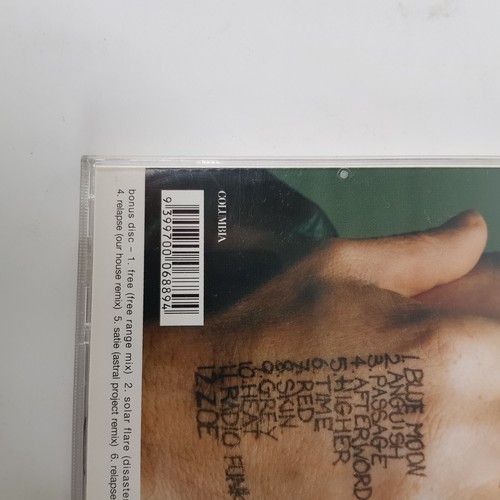 COLUMBIA
9 399700 068894
bonus disc – 1. free (free range mix) 2. solar flare (disaste
4. relapse (our house remix) 5. satie (astral project remix) 6. relapse
1. BLUE MOON
2. ANGUISH
3. PASSAGE
4. AFTERWORD
5. HIGHER
6. TIME
7. RED
8. SKIN
9. GREY
10. HEAT
11. RADIO FUNK
12. ZOE